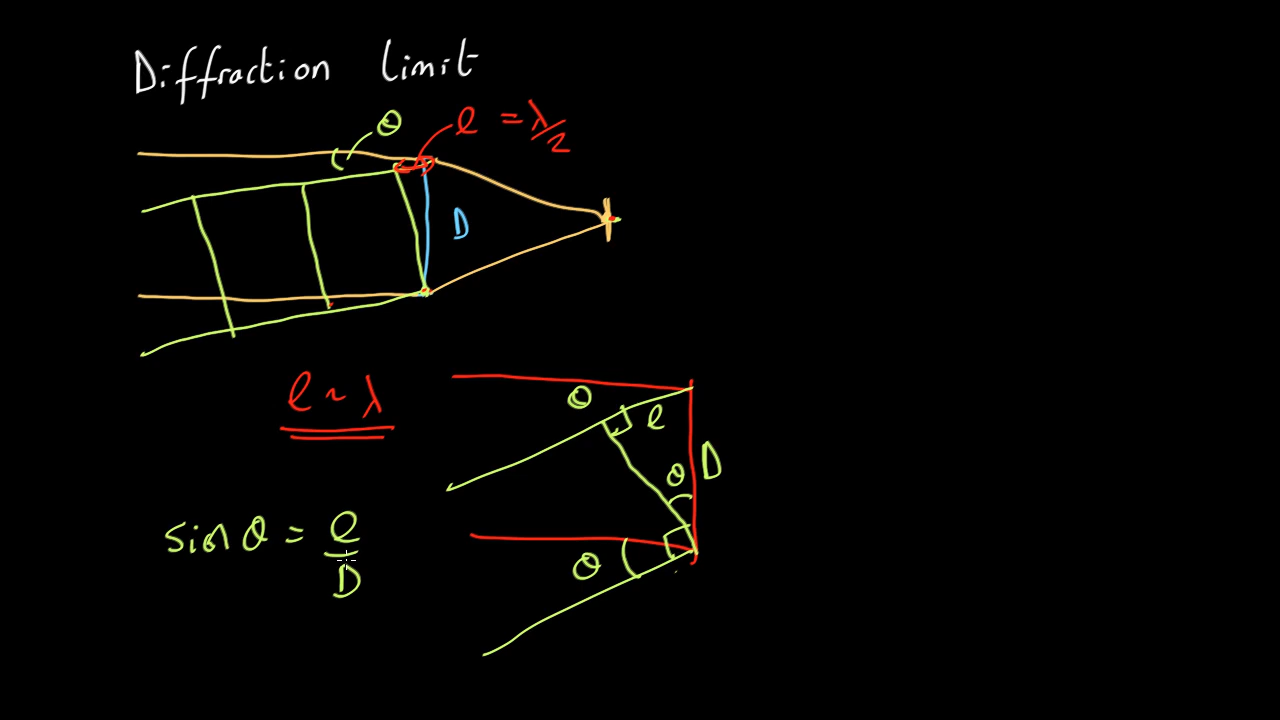 Diffraction limit
θ
l = λ/2
D
l ~ λ
θ
l
θ
D
sin θ = l/D
θ